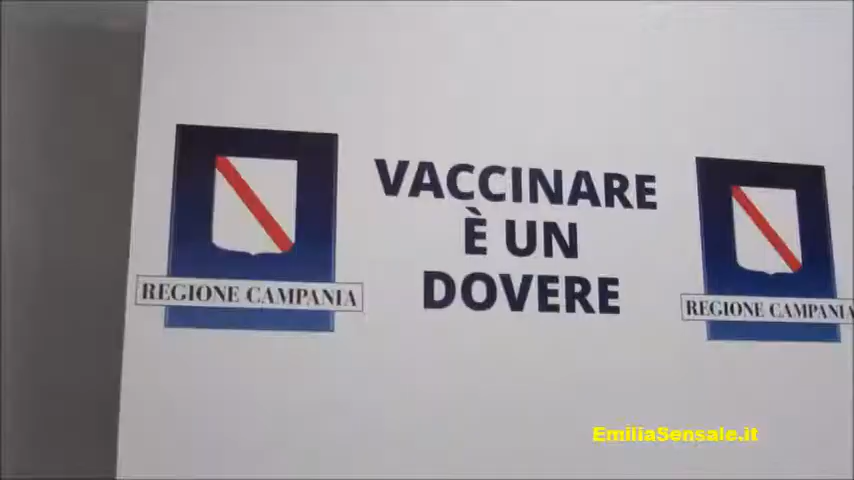 VACCINARE
È UN
DOVERE
REGIONE CAMPANIA
REGIONE CAMPANIA
EmiliaSensale.it